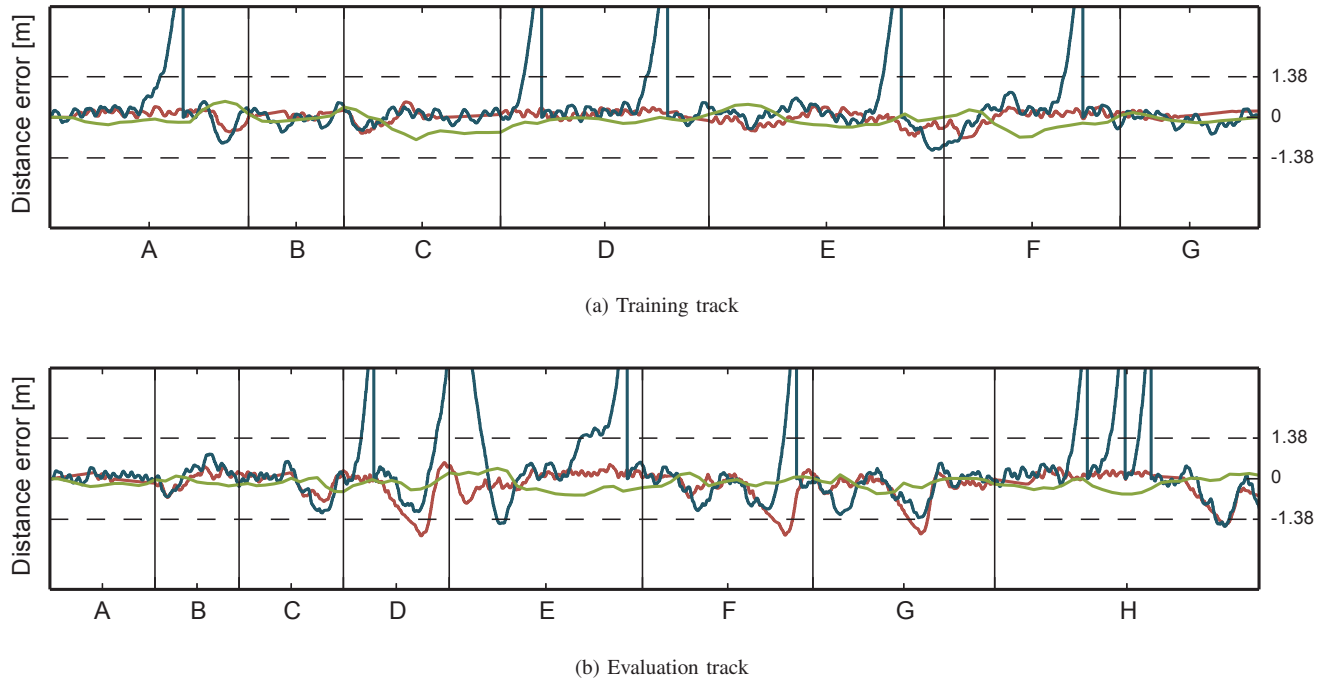 Distance error [m]
1.38
0
-1.38
A B C D E F G
(a) Training track
Distance error [m]
1.38
0
-1.38
A B C D E F G H
(b) Evaluation track